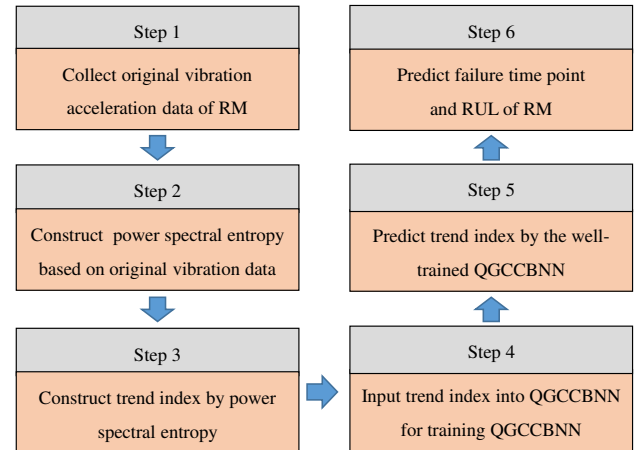 Step 1
Collect original vibration
acceleration data of RM
Step 2
Construct power spectral entropy
based on original vibration data
Step 3
Construct trend index by power
spectral entropy
Step 4
Input trend index into QGCCBNN
for training QGCCBNN
Step 5
Predict trend index by the well-
trained QGCCBNN
Step 6
Predict failure time point
and RUL of RM